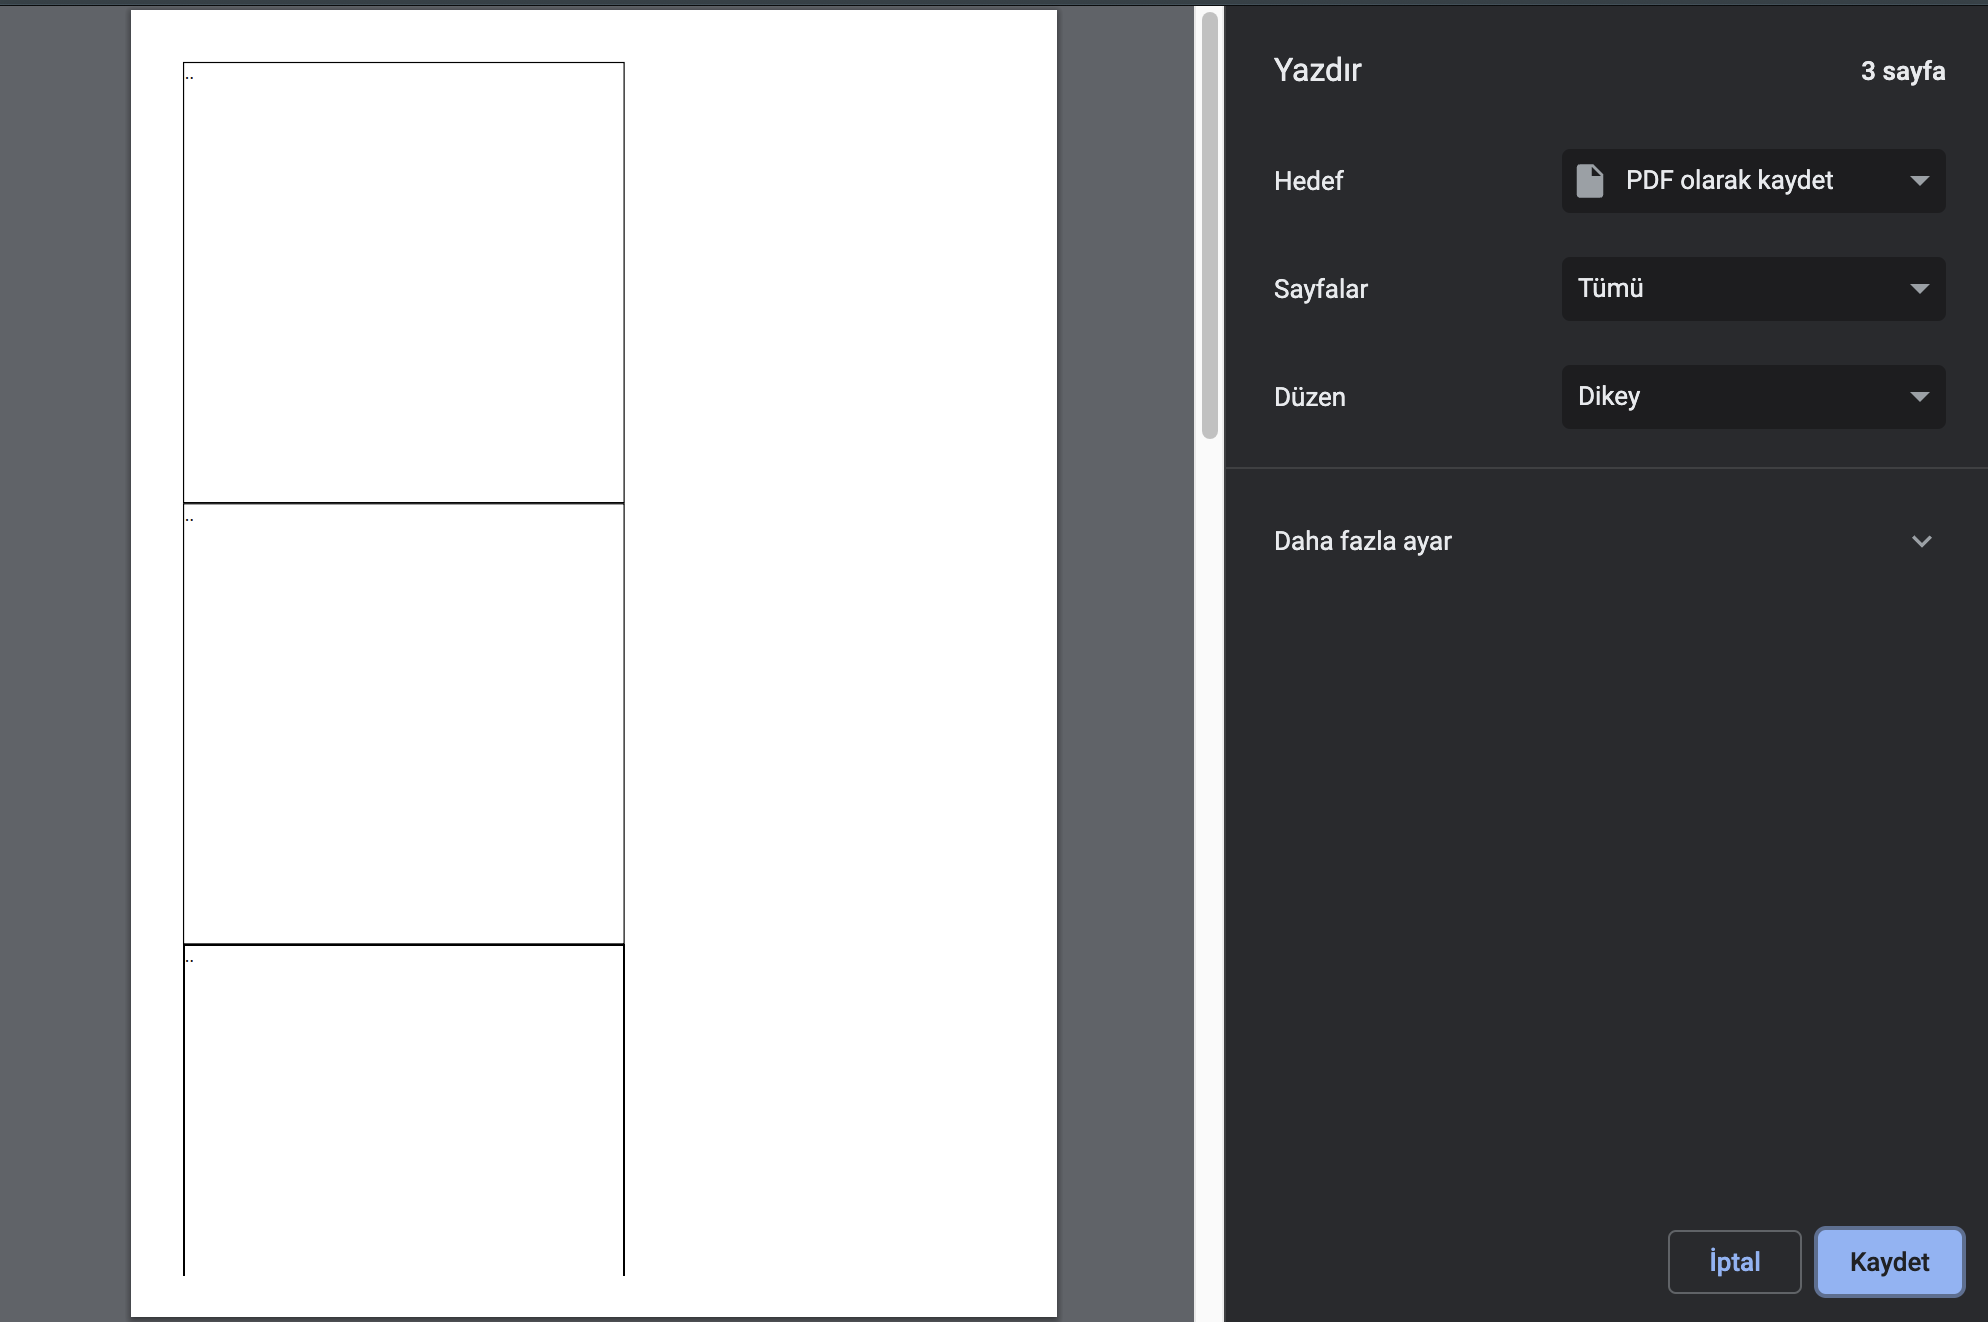 ..
..
..
Yazdır
3 sayfa
Hedef
PDF olarak kaydet
Sayfalar
Tümü
Düzen
Dikey
Daha fazla ayar
İptal
Kaydet